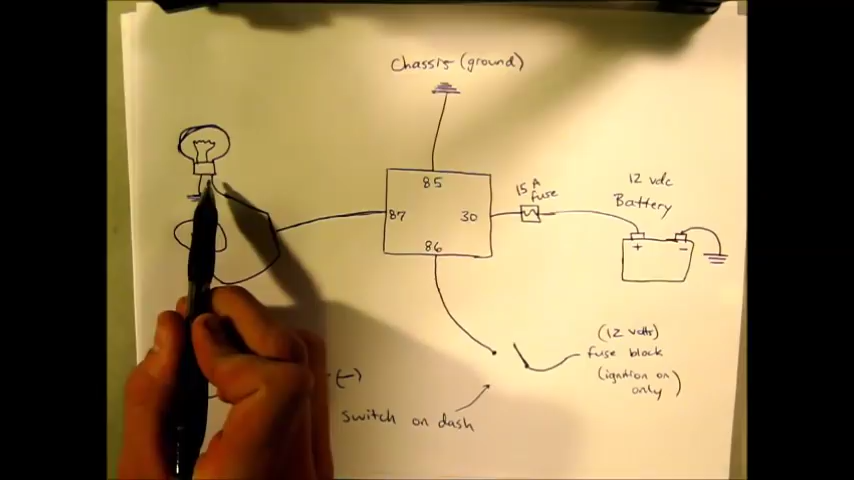 Chassis (ground)
85
87
30
86
15 A
fuse
12 vdc
Battery
+
-
(12 volts)
fuse block
(ignition on
only)
(-)
switch on dash